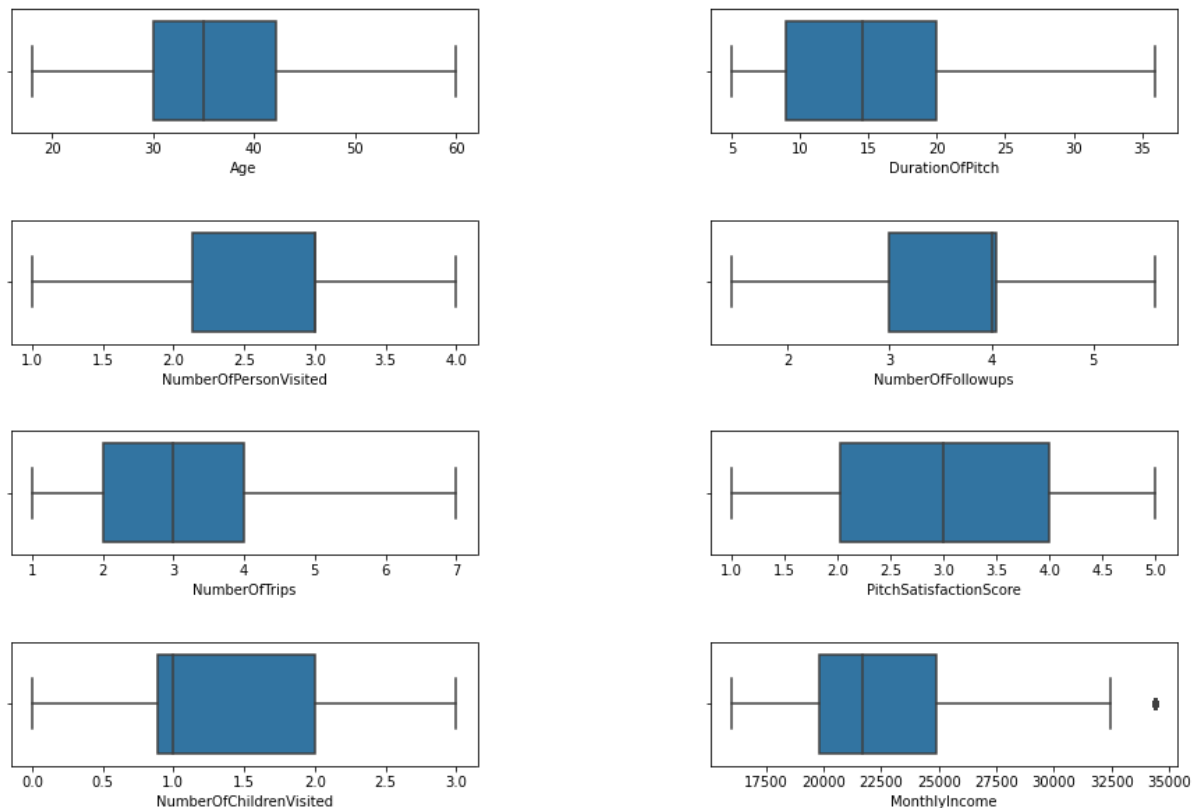 20 30 40 50 60
Age
5 10 15 20 25 30 35
DurationOfPitch
1.0 1.5 2.0 2.5 3.0 3.5 4.0
NumberOfPersonVisited
2 3 4 5
NumberOfFollowups
1 2 3 4 5 6 7
NumberOfTrips
1.0 1.5 2.0 2.5 3.0 3.5 4.0 4.5 5.0
PitchSatisfactionScore
0.0 0.5 1.0 1.5 2.0 2.5 3.0
NumberOfChildrenVisited
17500 20000 22500 25000 27500 30000 32500 35000
MonthlyIncome